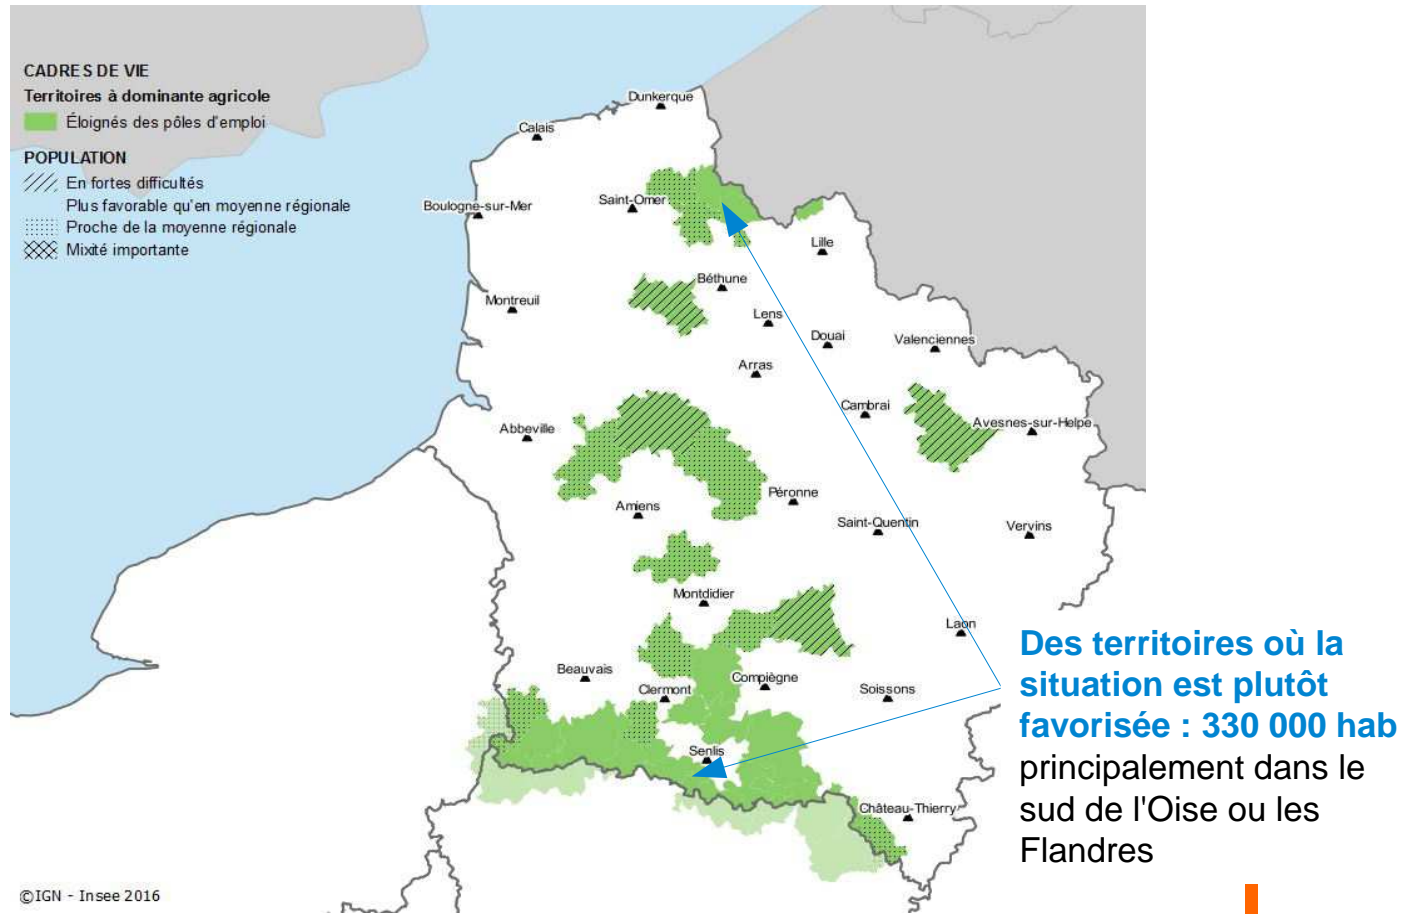 CADRES DE VIE
Territoires à dominante agricole
Éloignés des pôles d'emploi
POPULATION
En fortes difficultés
Plus favorable qu'en moyenne régionale
Proche de la moyenne régionale
Mixité importante
Dunkerque
Calais
Boulogne-sur-Mer
Saint-Omer
Lille
Béthune
Montreuil
Lens
Douai
Valenciennes
Arras
Cambrai
Avesnes-sur-Helpe
Abbeville
Péronne
Amiens
Saint-Quentin
Vervins
Montdidier
Laon
Beauvais
Compiègne
Clermont
Soissons
Senlis
Château-Thierry
Des territoires où la
situation est plutôt
favorisée : 330 000 hab
principalement dans le
sud de l'Oise ou les
Flandres
©IGN - Insee 2016